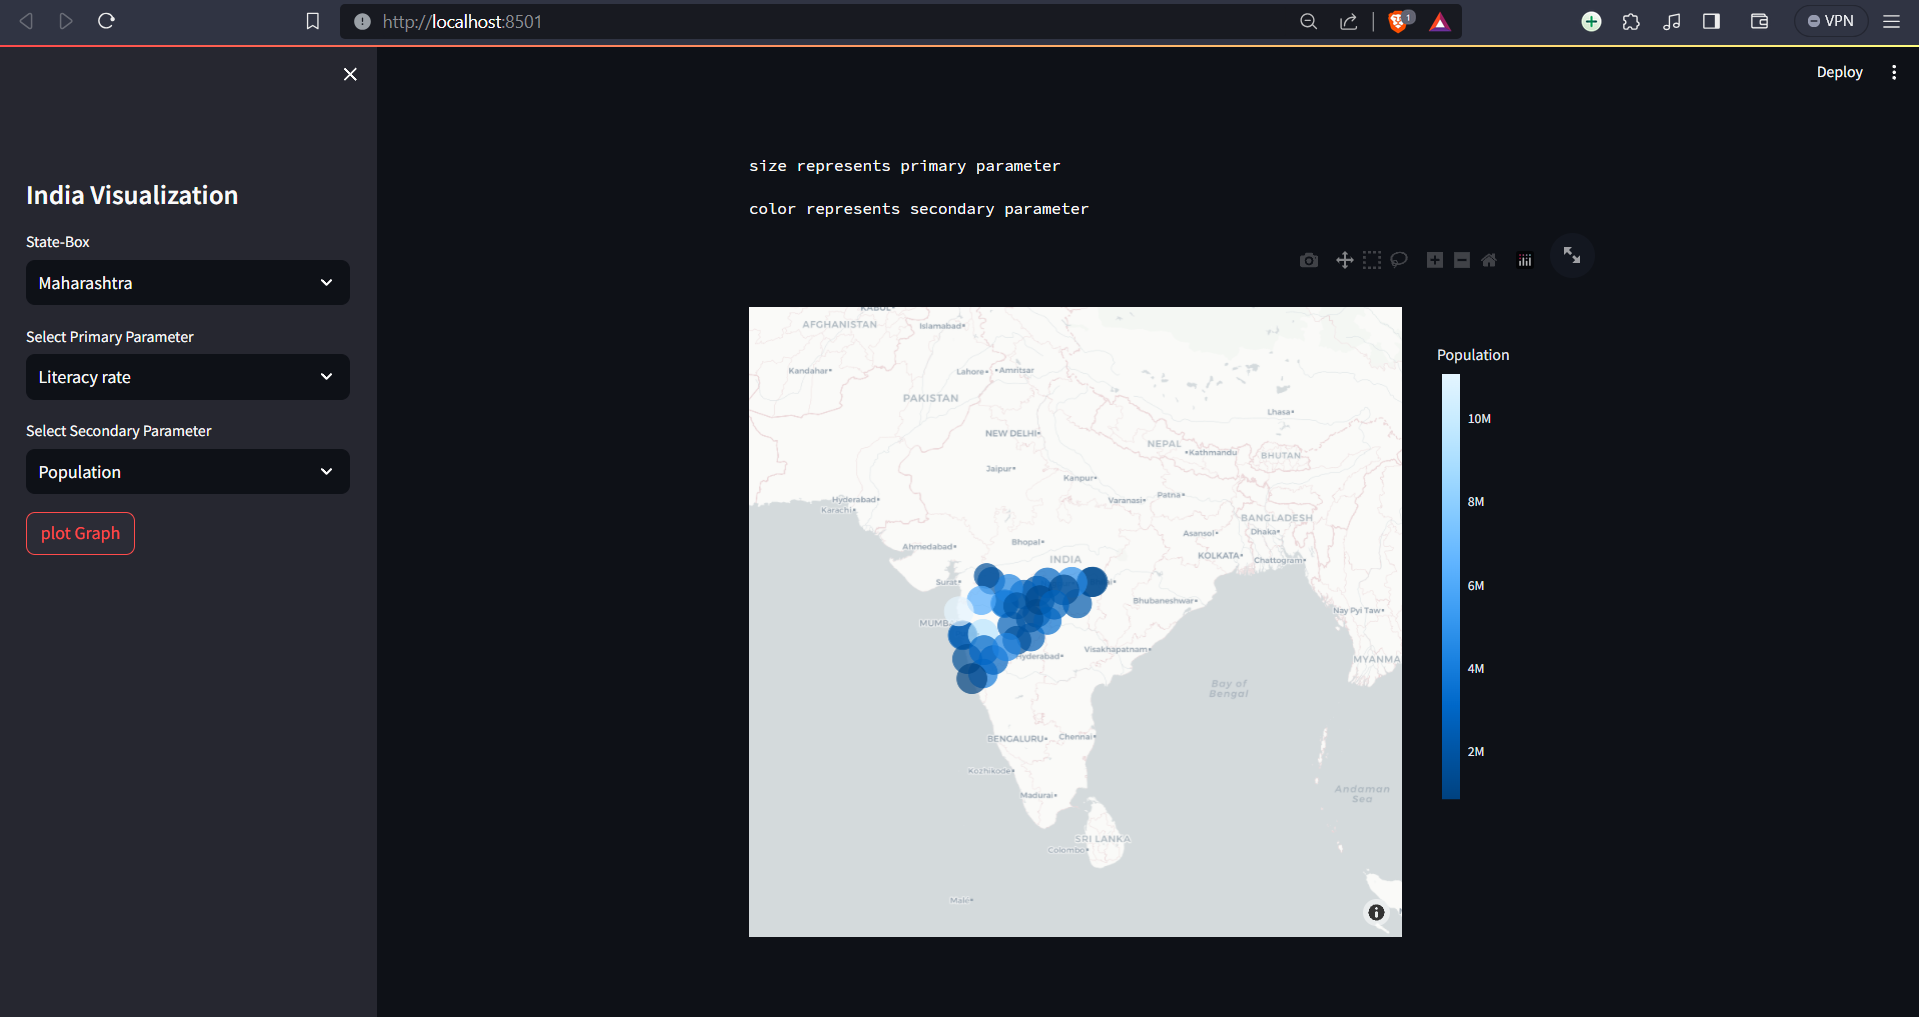 http://localhost:8501
1
VPN
Deploy
India Visualization
State-Box
Maharashtra
Select Primary Parameter
Literacy rate
Select Secondary Parameter
Population
plot Graph
size represents primary parameter
color represents secondary parameter
AFGHANISTAN
Islamabad
Kandahar
Lahore
Amritsar
PAKISTAN
Lhasa
NEW DELHI
NEPAL
Kathmandu
BHUTAN
Jaipur
Kanpur
Varanasi
Patna
Hyderabad
Karachi
BANGLADESH
Dhaka
Asansol
Ahmedabad
Bhopal
KOLKATA
Chattogram
INDIA
Surat
Bhubaneshwar
Nay Pyi Taw
MUMB
Hyderabad
Visakhapatnam
MYANMA
Bay of
Bengal
BENGALURU
Chennai
Kozhikode
Madurai
Andaman
Sea
SRI LANKA
Colombo
Male
Population
10M
8M
6M
4M
2M